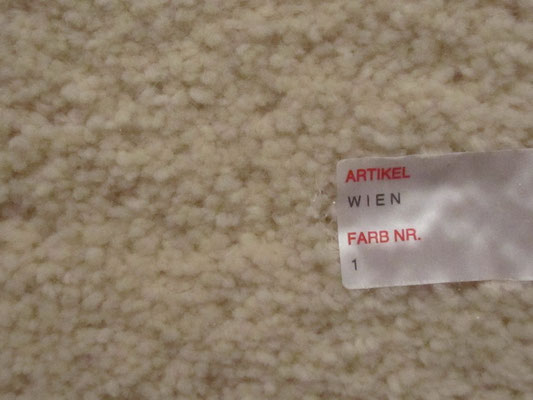 ARTIKEL
WIEN
FARB NR.
1